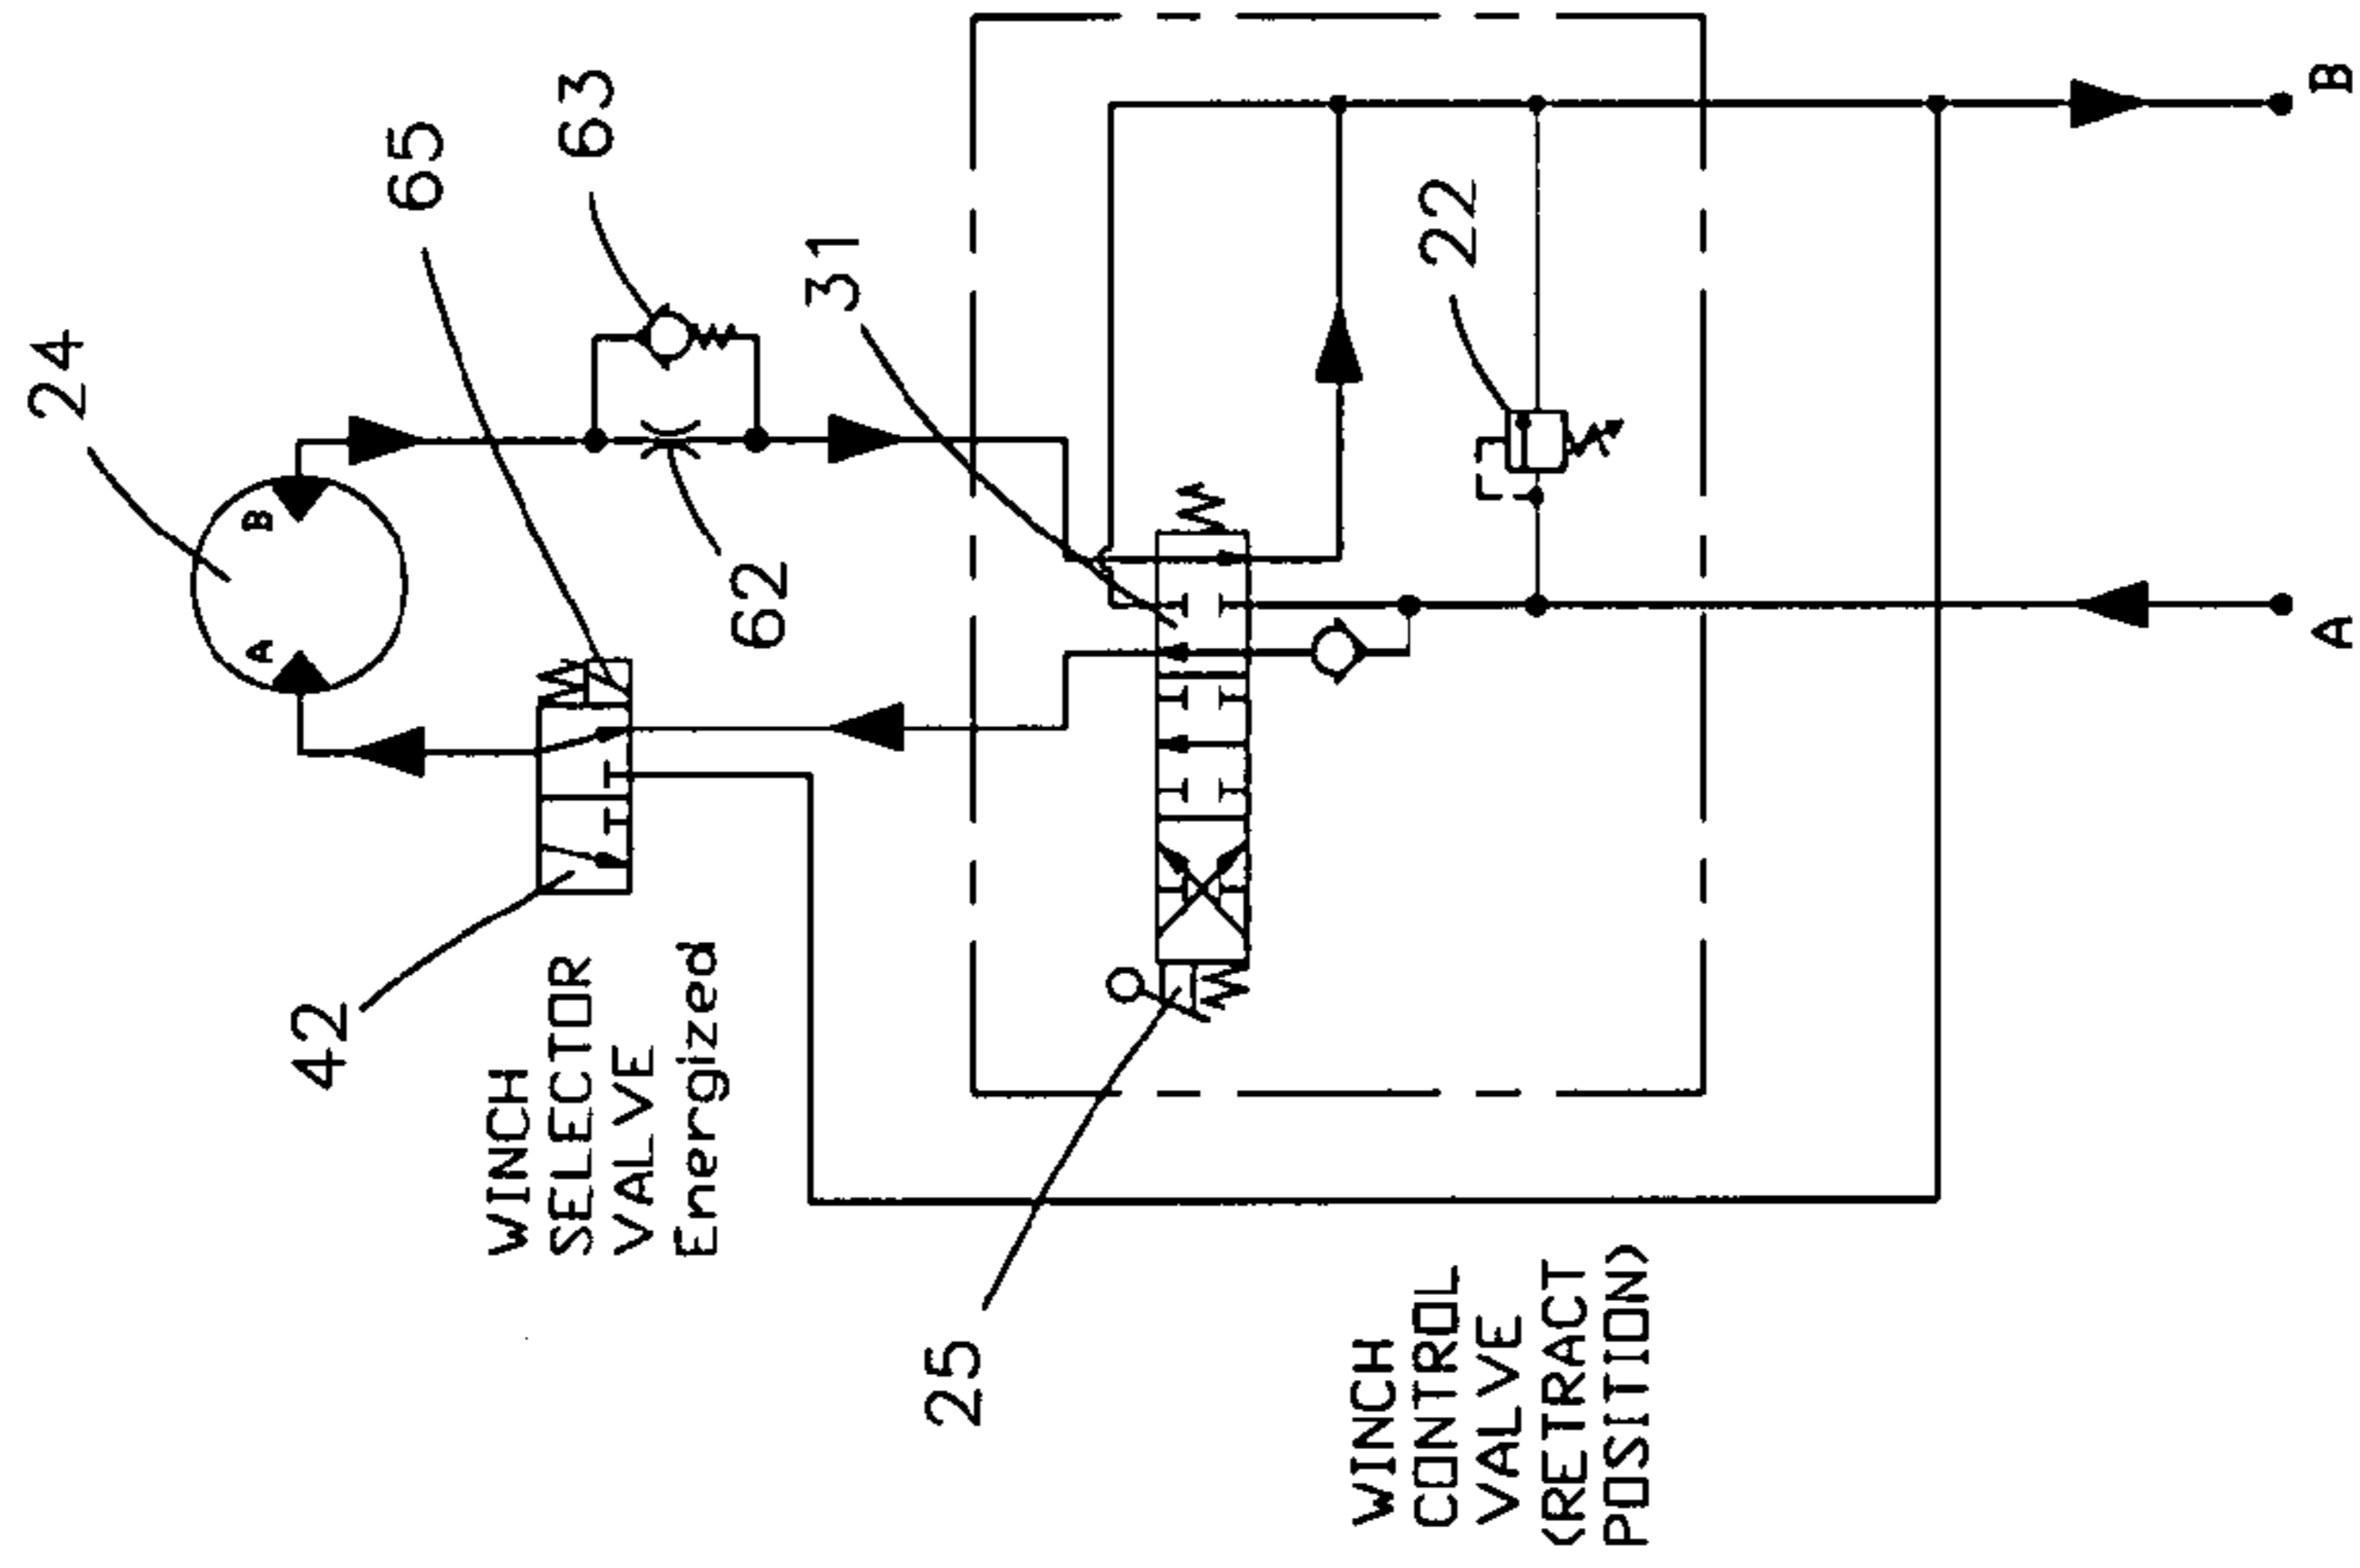 24
65
63
A
B
62
31
22
42
WINCH
SELECTOR
VALVE
Energized
25
WINCH
CONTROL
VALVE
(RETRACT
POSITION)
A
B